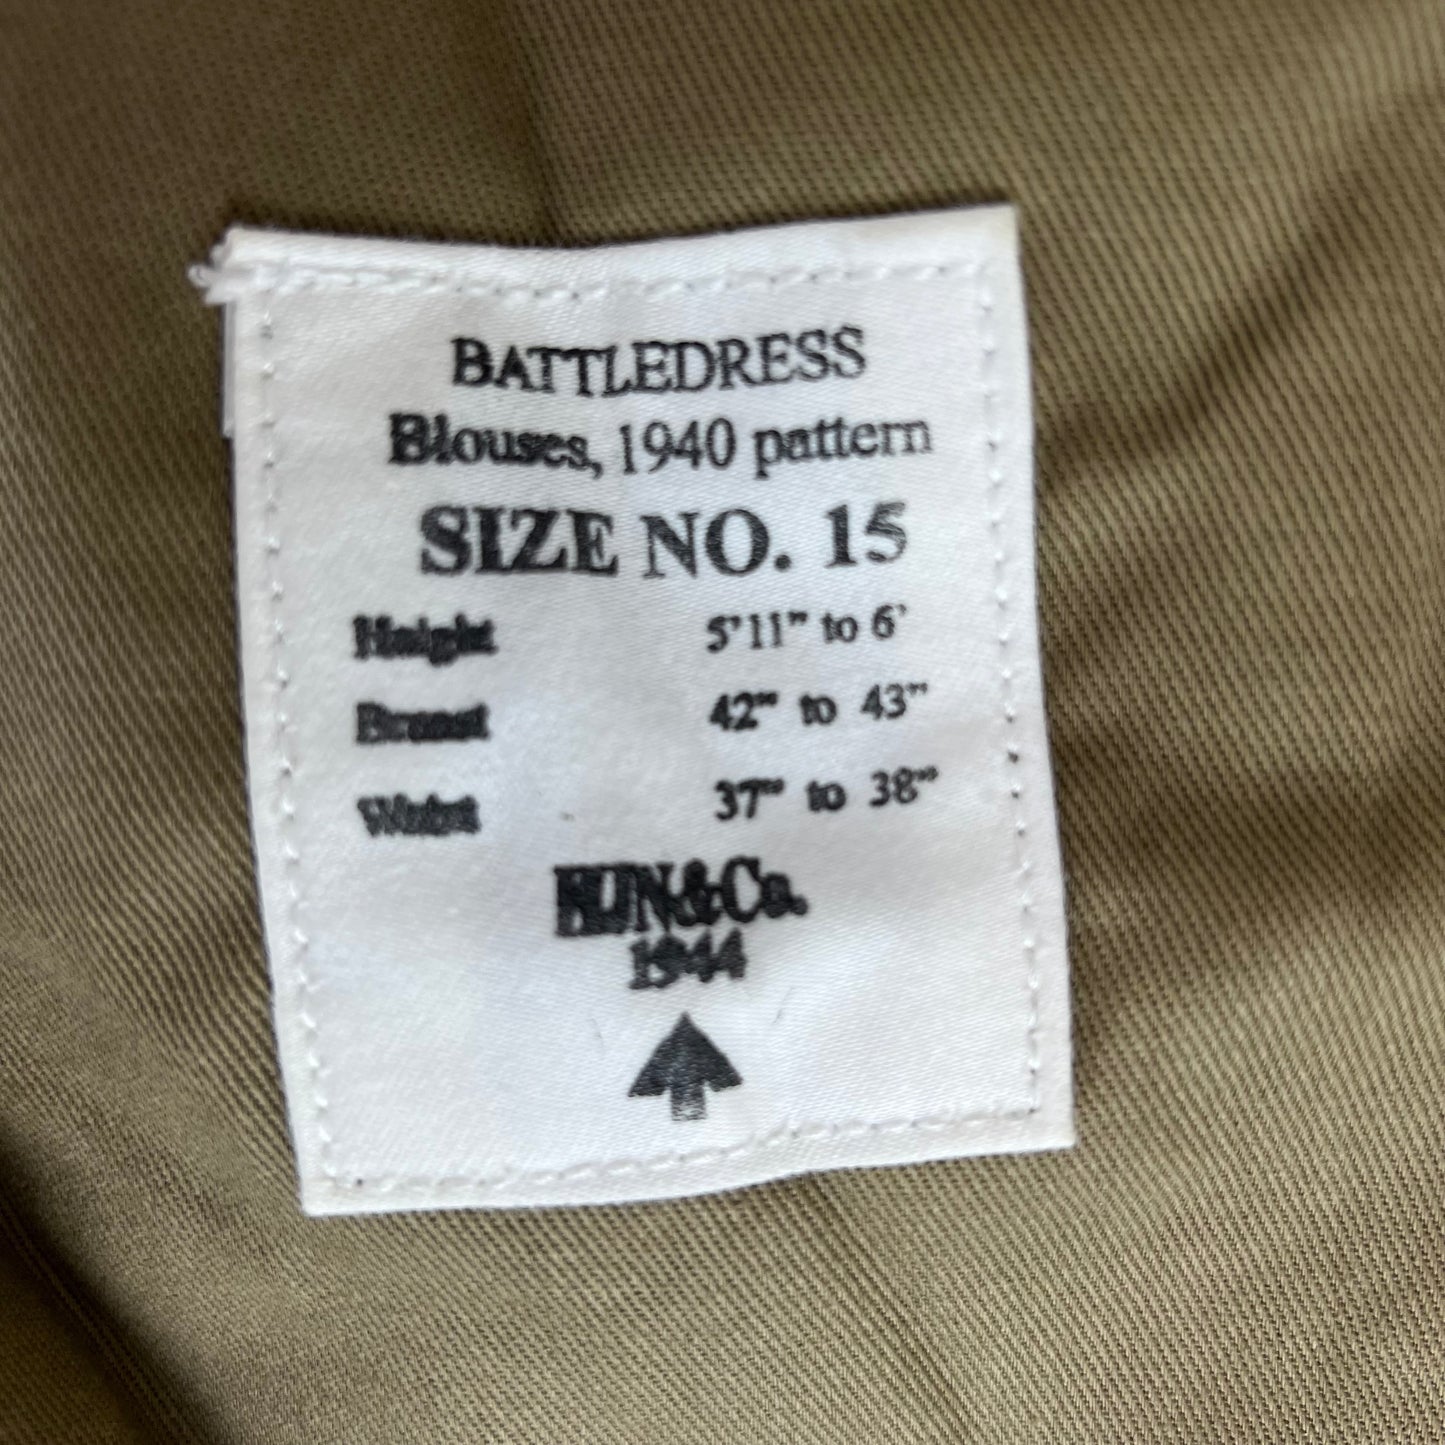 BATTLEDRESS
Blouses, 1940 pattern
SIZE NO. 15
Height 5'11" to 6'
Breast 42" to 43"
Waist 37" to 38"
1944